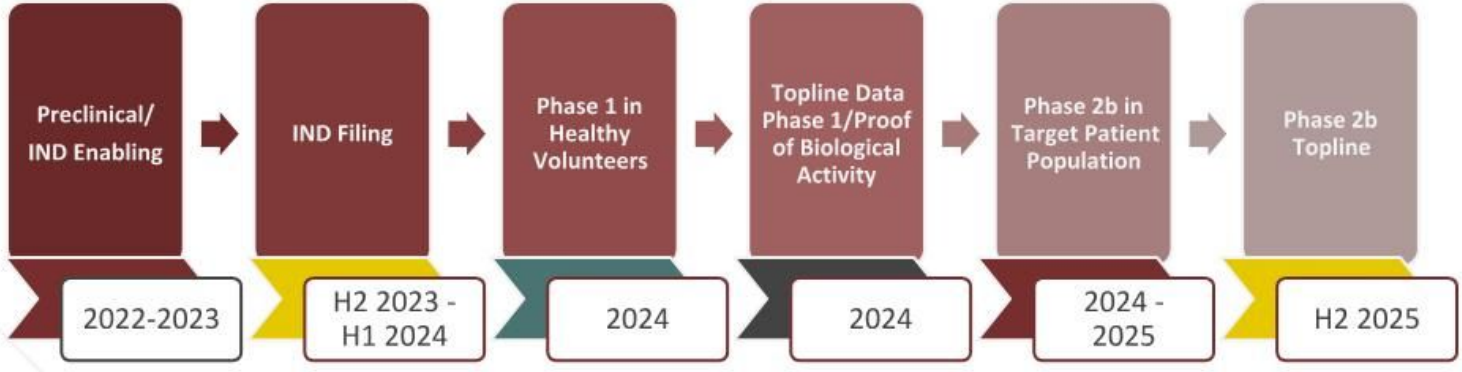 Preclinical/
IND Enabling
IND Filing
Phase 1 in
Healthy
Volunteers
Topline Data
Phase 1/Proof
of Biological
Activity
Phase 2b in
Target Patient
Population
Phase 2b
Topline
2022-2023
H2 2023 -
H1 2024
2024
2024
2024 -
2025
H2 2025